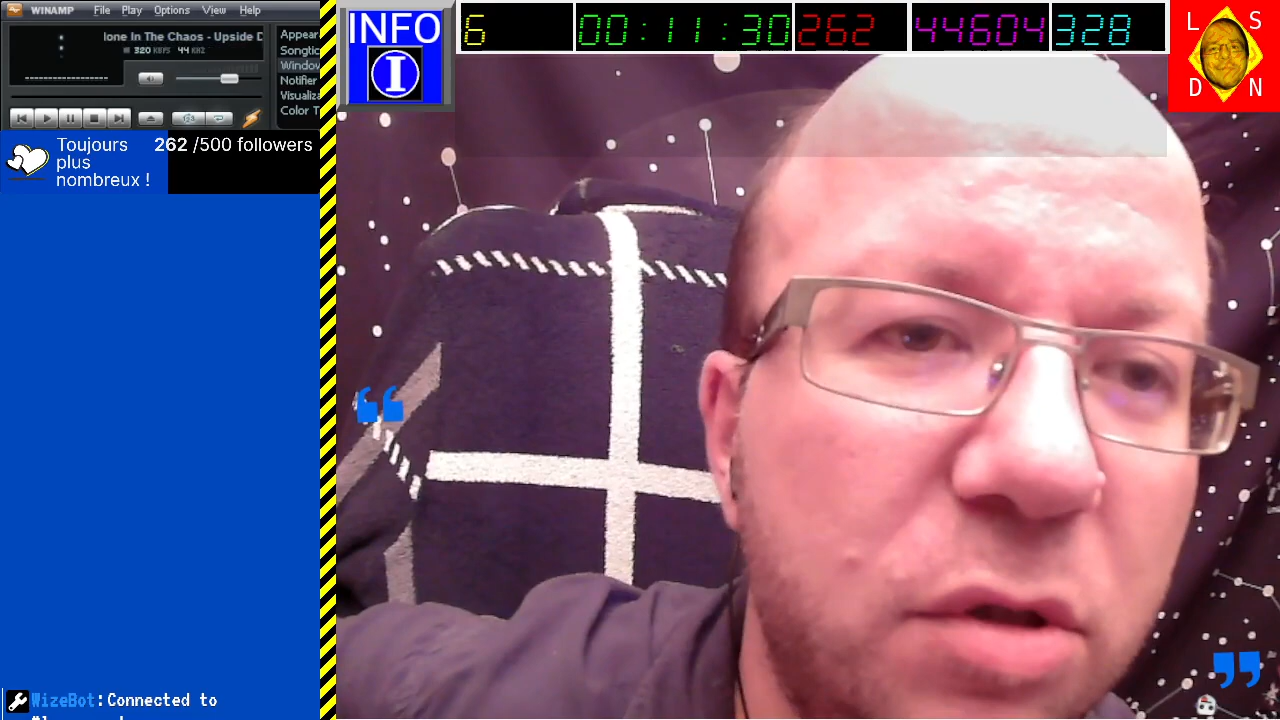 WINAMP File Play Options View Help
lone In The Chaos - Upside D
320 KBPS 44 KHZ
Appear
Songtic
Window
Notifier
Visualiza
Color T
INFO
I
6
00:11:30
262
44604
328
L S
D N
Toujours
plus
nombreux !
262 /500 followers
“
”
WizeBot:Connected to